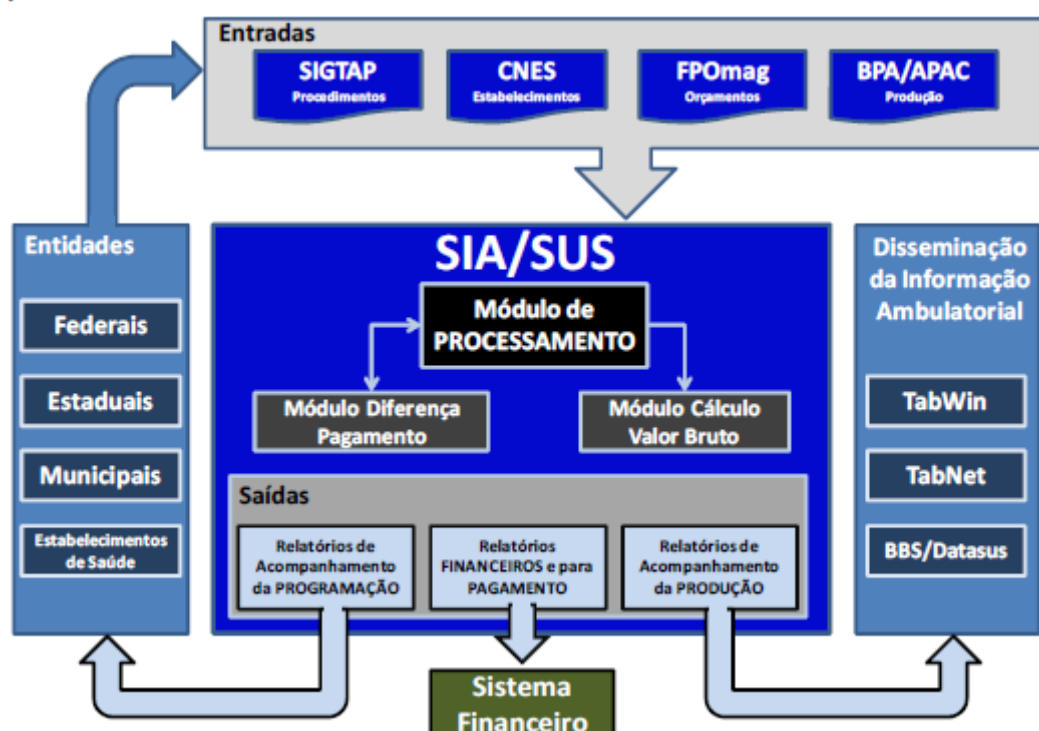 Entradas
SIGTAP
Procedimentos
CNES
Estabelecimentos
FPOmag
Orçamentos
BPA/APAC
Produção
Entidades
Federais
Estaduais
Municipais
Estabelecimentos
de Saúde
SIA/SUS
Módulo de
PROCESSAMENTO
Módulo Diferença
Pagamento
Módulo Cálculo
Valor Bruto
Saídas
Relatórios de
Acompanhamento
da PROGRAMAÇÃO
Relatórios
FINANCEIROS e para
PAGAMENTO
Relatórios de
Acompanhamento
da PRODUÇÃO
Disseminação
da Informação
Ambulatorial
TabWin
TabNet
BBS/Datasus
Sistema
Financeiro